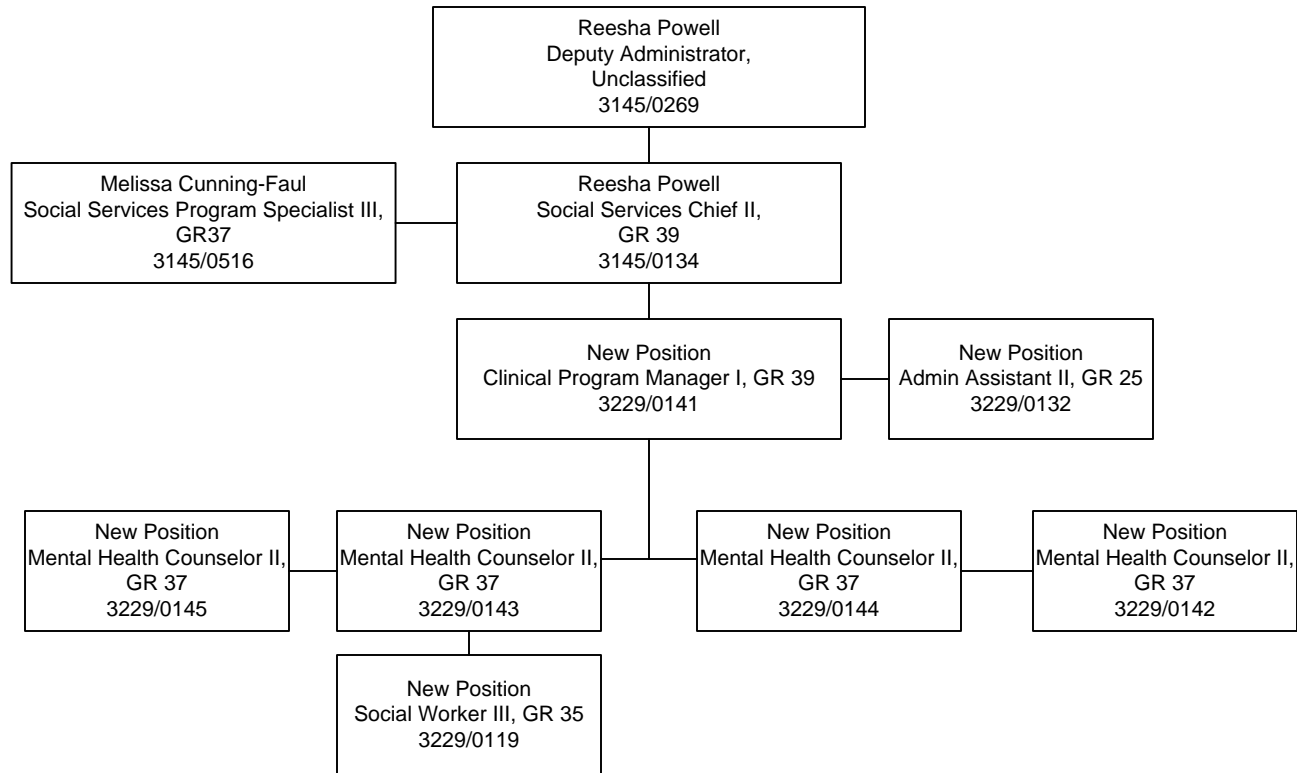 Reesha Powell
Deputy Administrator,
Unclassified
3145/0269
Melissa Cunning-Faul
Social Services Program Specialist III,
GR37
3145/0516
Reesha Powell
Social Services Chief II,
GR 39
3145/0134
New Position
Clinical Program Manager I, GR 39
3229/0141
New Position
Admin Assistant II, GR 25
3229/0132
New Position
Mental Health Counselor II,
GR 37
3229/0145
New Position
Mental Health Counselor II,
GR 37
3229/0143
New Position
Mental Health Counselor II,
GR 37
3229/0144
New Position
Mental Health Counselor II,
GR 37
3229/0142
New Position
Social Worker III, GR 35
3229/0119